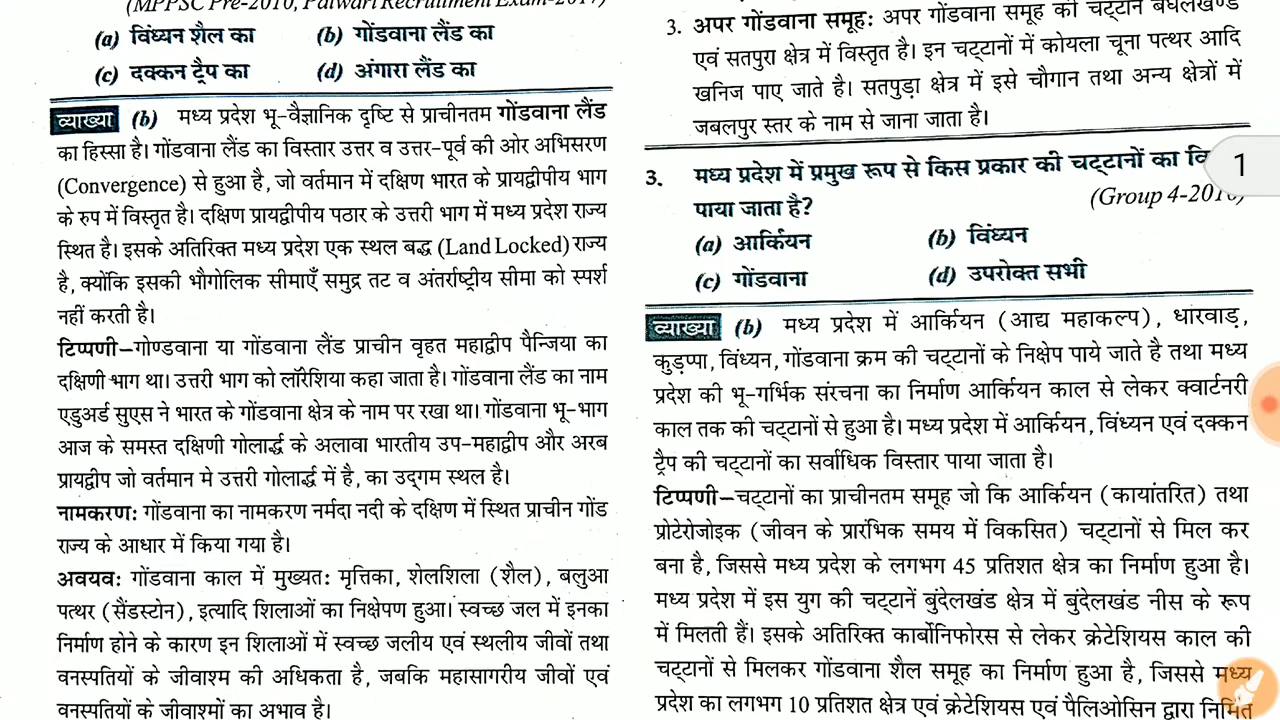 (MPPSC Pre-2010, Patwari Recruitment Exam-2017)
(a) विंध्यन शैल का (b) गोंडवाना लैंड का
(c) दक्कन ट्रैप का (d) अंगारा लैंड का
व्याख्या (b) मध्य प्रदेश भू-वैज्ञानिक दृष्टि से प्राचीनतम गोंडवाना लैंड
का हिस्सा है। गोंडवाना लैंड का विस्तार उत्तर व उत्तर-पूर्व की ओर अभिसरण
(Convergence) से हुआ है, जो वर्तमान में दक्षिण भारत के प्रायद्वीपीय भाग
के रुप में विस्तृत है। दक्षिण प्रायद्वीपीय पठार के उत्तरी भाग में मध्य प्रदेश राज्य
स्थित है। इसके अतिरिक्त मध्य प्रदेश एक स्थल बद्ध (Land Locked) राज्य
है, क्योंकि इसकी भौगोलिक सीमाएँ समुद्र तट व अंतर्राष्ट्रीय सीमा को स्पर्श
नहीं करती है।
टिप्पणी–गोण्डवाना या गोंडवाना लैंड प्राचीन वृहत महाद्वीप पैन्जिया का
दक्षिणी भाग था। उत्तरी भाग को लॉरेशिया कहा जाता है। गोंडवाना लैंड का नाम
एडुअर्ड सुएस ने भारत के गोंडवाना क्षेत्र के नाम पर रखा था। गोंडवाना भू-भाग
आज के समस्त दक्षिणी गोलार्द्ध के अलावा भारतीय उप-महाद्वीप और अरब
प्रायद्वीप जो वर्तमान मे उत्तरी गोलार्द्ध में है, का उद्गम स्थल है।
नामकरण: गोंडवाना का नामकरण नर्मदा नदी के दक्षिण में स्थित प्राचीन गोंड
राज्य के आधार में किया गया है।
अवयव: गोंडवाना काल में मुख्यत: मृत्तिका, शेलशिला (शैल), बलुआ
पत्थर (सैंडस्टोन), इत्यादि शिलाओं का निक्षेपण हुआ। स्वच्छ जल में इनका
निर्माण होने के कारण इन शिलाओं में स्वच्छ जलीय एवं स्थलीय जीवों तथा
वनस्पतियों के जीवाश्म की अधिकता है, जबकि महासागरीय जीवों एवं
वनस्पतियों के जीवाश्मों का अभाव है।
3. अपर गोंडवाना समूह: अपर गोंडवाना समूह की चट्टानें बघेलखण्ड
एवं सतपुरा क्षेत्र में विस्तृत है। इन चट्टानों में कोयला चूना पत्थर आदि
खनिज पाए जाते है। सतपुड़ा क्षेत्र में इसे चौगान तथा अन्य क्षेत्रों में
जबलपुर स्तर के नाम से जाना जाता है।
3. मध्य प्रदेश में प्रमुख रूप से किस प्रकार की चट्टानों का
पाया जाता है? (Group 4-2016)
(a) आर्कियन (b) विंध्यन
(c) गोंडवाना (d) उपरोक्त सभी
व्याख्या (b) मध्य प्रदेश में आर्कियन (आद्य महाकल्प), धारवाड़,
कुड़प्पा, विंध्यन, गोंडवाना क्रम की चट्टानों के निक्षेप पाये जाते है तथा मध्य
प्रदेश की भू-गर्भिक संरचना का निर्माण आर्कियन काल से लेकर क्वार्टनरी
काल तक की चट्टानों से हुआ है। मध्य प्रदेश में आर्कियन, विंध्यन एवं दक्कन
ट्रैप की चट्टानों का सर्वाधिक विस्तार पाया जाता है।
टिप्पणी–चट्टानों का प्राचीनतम समूह जो कि आर्कियन (कायांतरित) तथा
प्रोटेरोजोइक (जीवन के प्रारंभिक समय में विकसित) चट्टानों से मिल कर
बना है, जिससे मध्य प्रदेश के लगभग 45 प्रतिशत क्षेत्र का निर्माण हुआ है।
मध्य प्रदेश में इस युग की चट्टानें बुंदेलखंड क्षेत्र में बुंदेलखंड नीस के रूप
में मिलती हैं। इसके अतिरिक्त कार्बोनिफोरस से लेकर क्रेटेशियस काल की
चट्टानों से मिलकर गोंडवाना शैल समूह का निर्माण हुआ है, जिससे मध्य
प्रदेश का लगभग 10 प्रतिशत क्षेत्र एवं क्रेटेशियस एवं पैलिओसिन द्वारा निर्मित
1